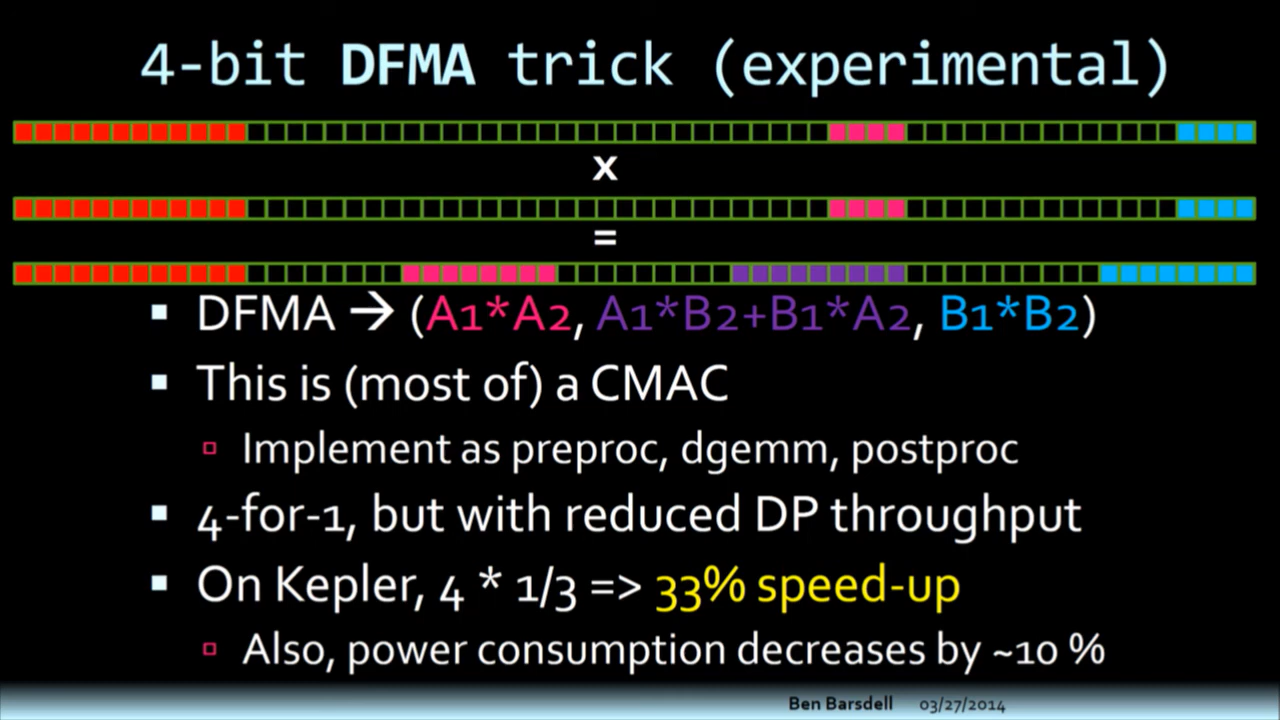 4-bit DFMA trick (experimental)
x
=
DFMA → (A1*A2, A1*B2+B1*A2, B1*B2)
This is (most of) a CMAC
Implement as preproc, dgemm, postproc
4-for-1, but with reduced DP throughput
On Kepler, 4 * 1/3 => 33% speed-up
Also, power consumption decreases by ~10 %
Ben Barsdell 03/27/2014